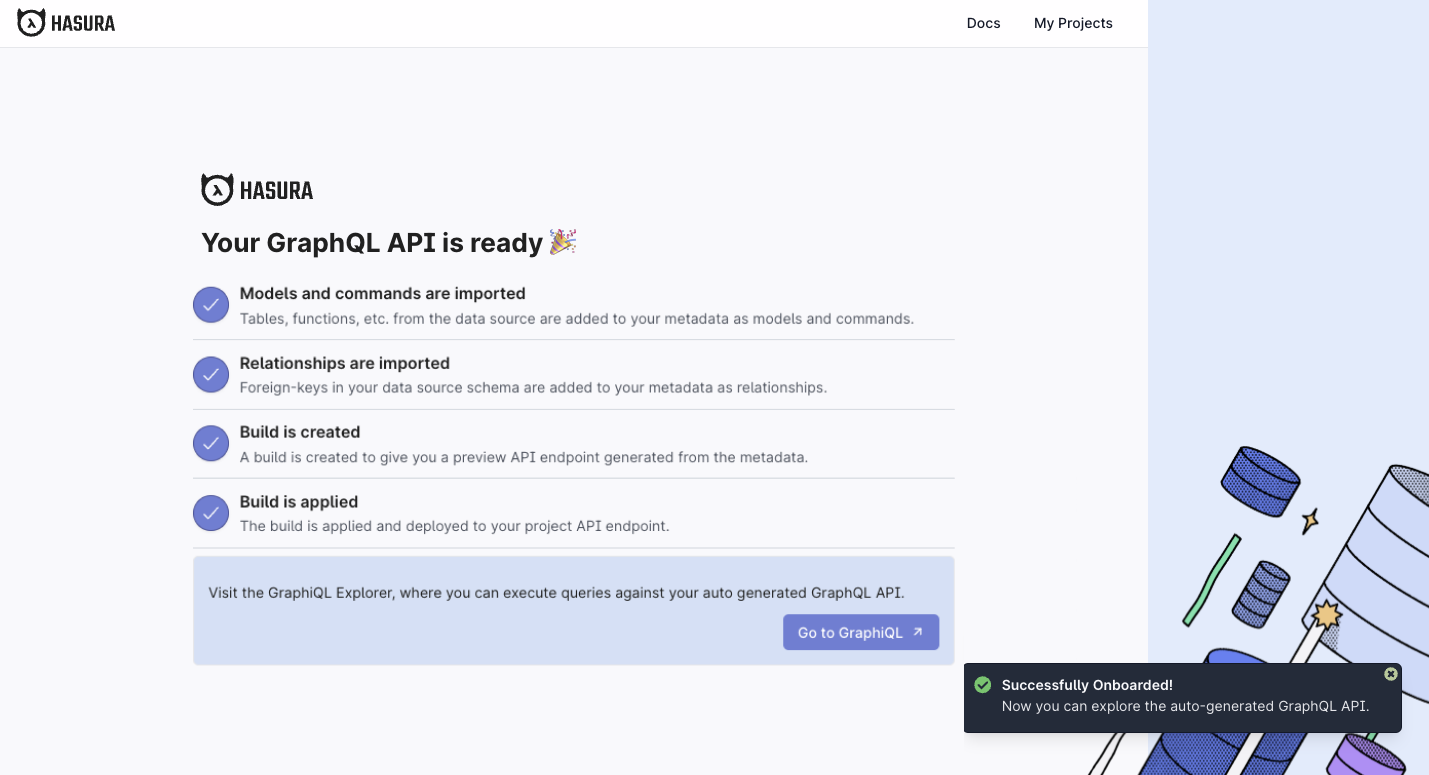 HASURA
Docs
My Projects
HASURA
Your GraphQL API is ready 🎉
Models and commands are imported
Tables, functions, etc. from the data source are added to your metadata as models and commands.
Relationships are imported
Foreign-keys in your data source schema are added to your metadata as relationships.
Build is created
A build is created to give you a preview API endpoint generated from the metadata.
Build is applied
The build is applied and deployed to your project API endpoint.
Visit the GraphiQL Explorer, where you can execute queries against your auto generated GraphQL API.
Go to GraphiQL
Successfully Onboarded!
Now you can explore the auto-generated GraphQL API.